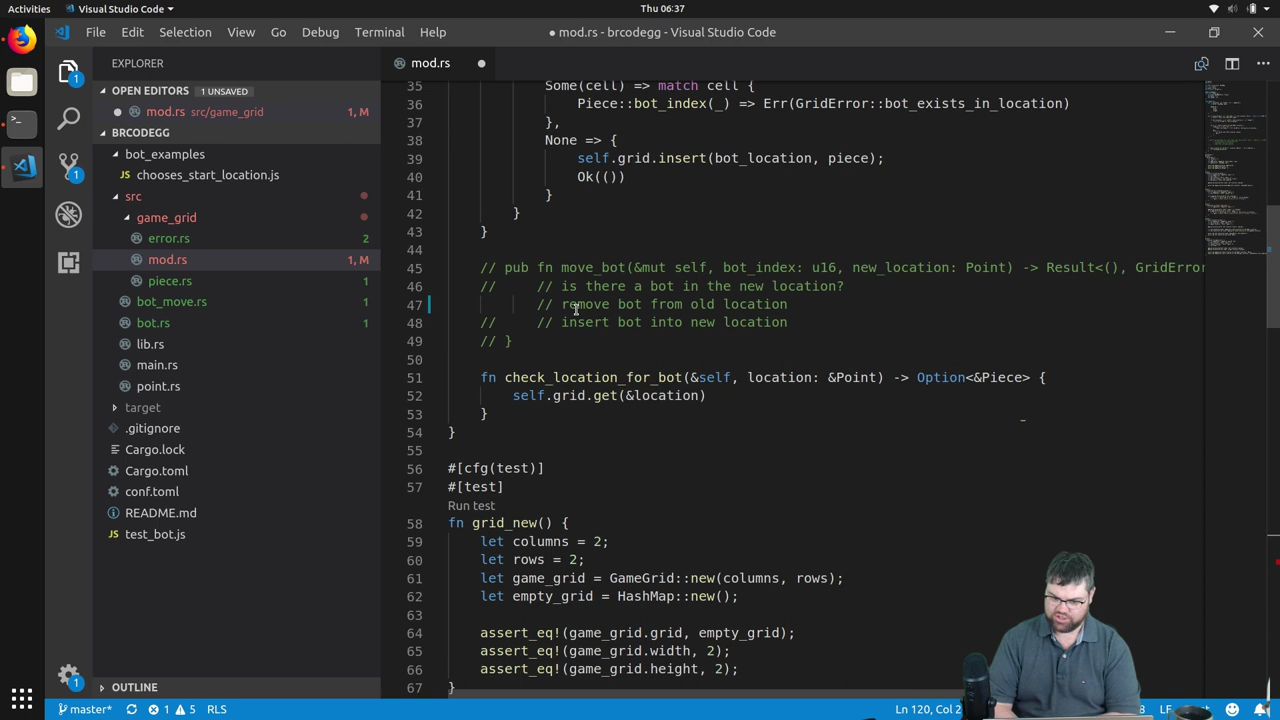 Activities
Visual Studio Code
Thu 06:37
File Edit Selection View Go Debug Terminal Help
● mod.rs - brcodegg - Visual Studio Code
EXPLORER
mod.rs
OPEN EDITORS 1 UNSAVED
mod.rs src/game_grid 1, M
BRCODEGG
bot_examples
chooses_start_location.js
src
game_grid
error.rs 2
mod.rs 1, M
piece.rs 1
bot_move.rs 1
bot.rs 1
lib.rs
main.rs
point.rs
target
.gitignore
Cargo.lock
Cargo.toml
conf.toml
README.md
test_bot.js
OUTLINE
35 Some(cell) => match cell {
36 Piece::bot_index(_) => Err(GridError::bot_exists_in_location)
37 },
38 None => {
39 self.grid.insert(bot_location, piece);
40 Ok(())
41 }
42 }
43 }
44
45 // pub fn move_bot(&mut self, bot_index: u16, new_location: Point) -> Result<(), GridError
46 // // is there a bot in the new location?
47 // remove bot from old location
48 // // insert bot into new location
49 // }
50
51 fn check_location_for_bot(&self, location: &Point) -> Option<&Piece> {
52 self.grid.get(&location)
53 }
54 }
55
56 #[cfg(test)]
57 #[test]
Run test
58 fn grid_new() {
59 let columns = 2;
60 let rows = 2;
61 let game_grid = GameGrid::new(columns, rows);
62 let empty_grid = HashMap::new();
63
64 assert_eq!(game_grid.grid, empty_grid);
65 assert_eq!(game_grid.width, 2);
66 assert_eq!(game_grid.height, 2);
67 }
master* 1 5 RLS
Ln 120, Col 2
8 LF